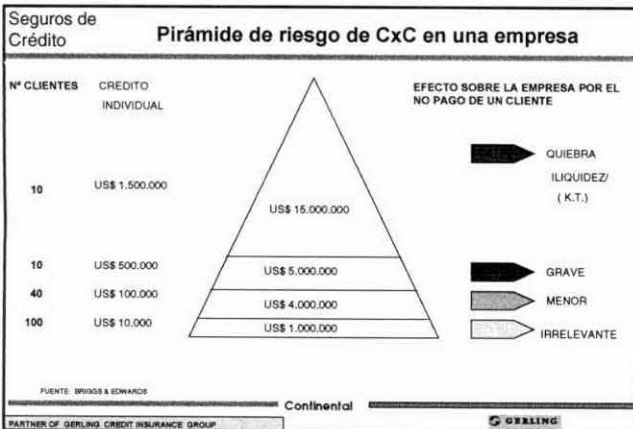 Seguros de
Crédito
Pirámide de riesgo de CxC en una empresa
Nº CLIENTES
CREDITO
INDIVIDUAL
EFECTO SOBRE LA EMPRESA POR EL
NO PAGO DE UN CLIENTE
10
US$ 1.500.000
US$ 15.000.000
QUIEBRA
ILIQUIDEZ/
( K.T.)
10
US$ 500.000
US$ 5.000.000
GRAVE
40
US$ 100.000
US$ 4.000.000
MENOR
100
US$ 10.000
US$ 1.000.000
IRRELEVANTE
FUENTE: BRIGGS & EDWARDS
Continental
PARTNER OF GERLING CREDIT INSURANCE GROUP
GERLING